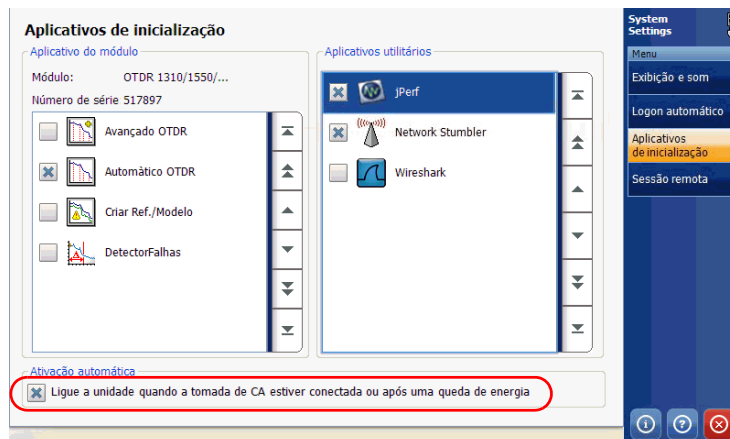 Aplicativos de inicialização
Aplicativo do módulo
Módulo: OTDR 1310/1550/...
Número de série 517897
Avançado OTDR
Automàtico OTDR
Criar Ref./Modelo
DetectorFalhas
Aplicativos utilitários
jPerf
Network Stumbler
Wireshark
Ativação automática
Ligue a unidade quando a tomada de CA estiver conectada ou após uma queda de energia
System
Settings
Menu
Exibição e som
Logon automático
Aplicativos
de inicialização
Sessão remota